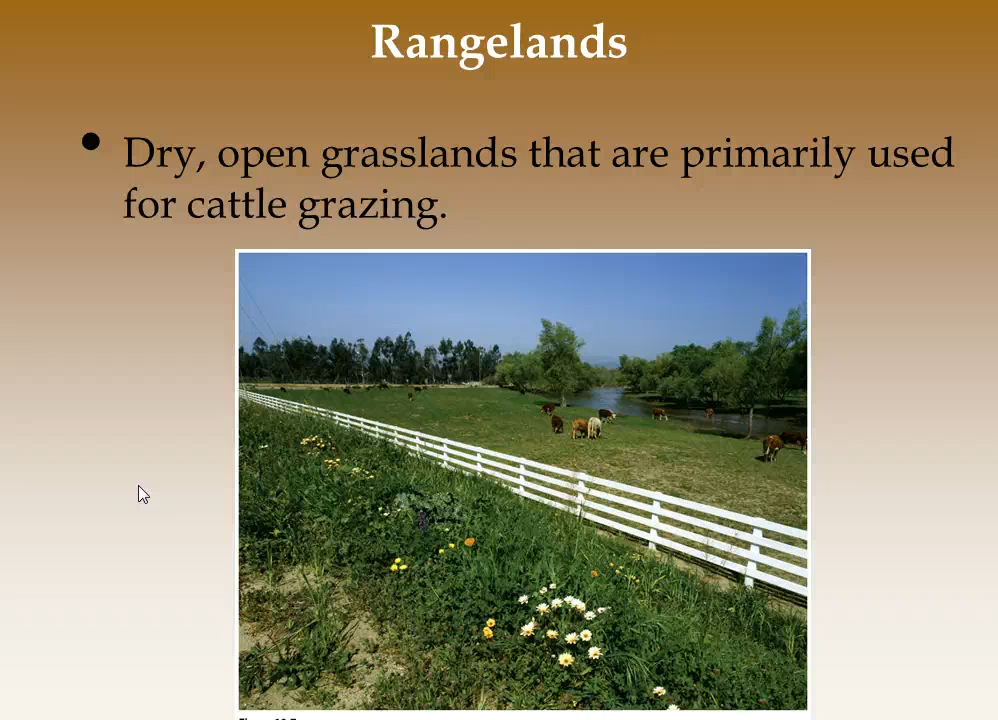 Rangelands
• Dry, open grasslands that are primarily used
for cattle grazing.